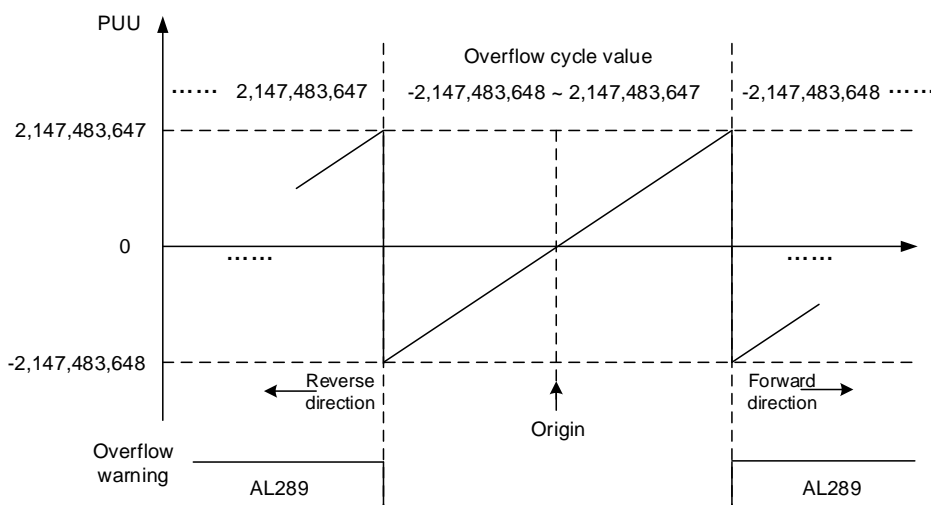 PUU
Overflow cycle value
…… 2,147,483,647 -2,147,483,648 ~ 2,147,483,647 -2,147,483,648 ……
2,147,483,647
0
…… ……
-2,147,483,648
Reverse
direction
Forward
direction
Origin
Overflow
warning
AL289 AL289